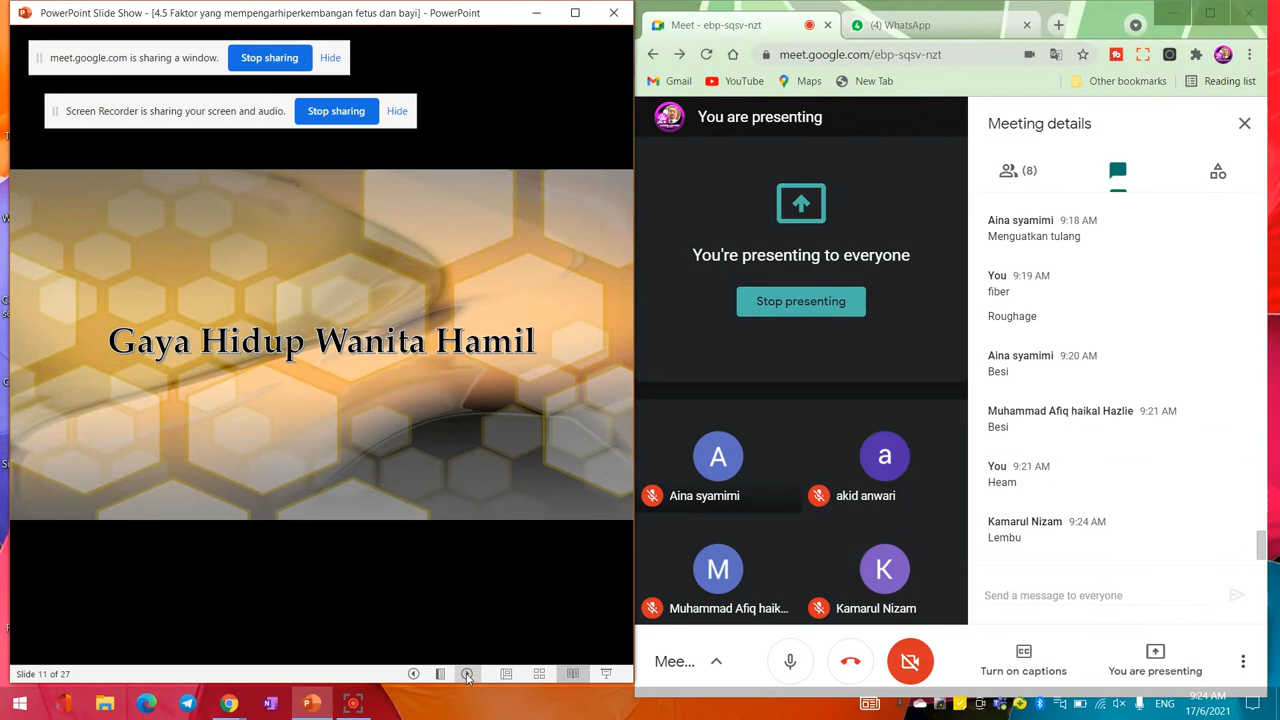 PowerPoint Slide Show - [4.5 Faktor yang mempengarhiperkembangan fetus dan bayi] - PowerPoint
meet.google.com is sharing a window. Stop sharing Hide
Screen Recorder is sharing your screen and audio. Stop sharing Hide
Gaya Hidup Wanita Hamil
Slide 11 of 27
Meet - ebp-sqsv-nzt
(4) WhatsApp
meet.google.com/ebp-sqsv-nzt
Gmail YouTube Maps New Tab Other bookmarks Reading list
You are presenting
You're presenting to everyone
Stop presenting
A
Aina syamimi
a
akid anwari
M
Muhammad Afiq haik...
K
Kamarul Nizam
Meeting details
(8)
Aina syamimi 9:18 AM
Menguatkan tulang
You 9:19 AM
fiber
Roughage
Aina syamimi 9:20 AM
Besi
Muhammad Afiq haikal Hazlie 9:21 AM
Besi
You 9:21 AM
Heam
Kamarul Nizam 9:24 AM
Lembu
Send a message to everyone
Mee...
Turn on captions
You are presenting
ENG
9:24 AM
17/6/2021